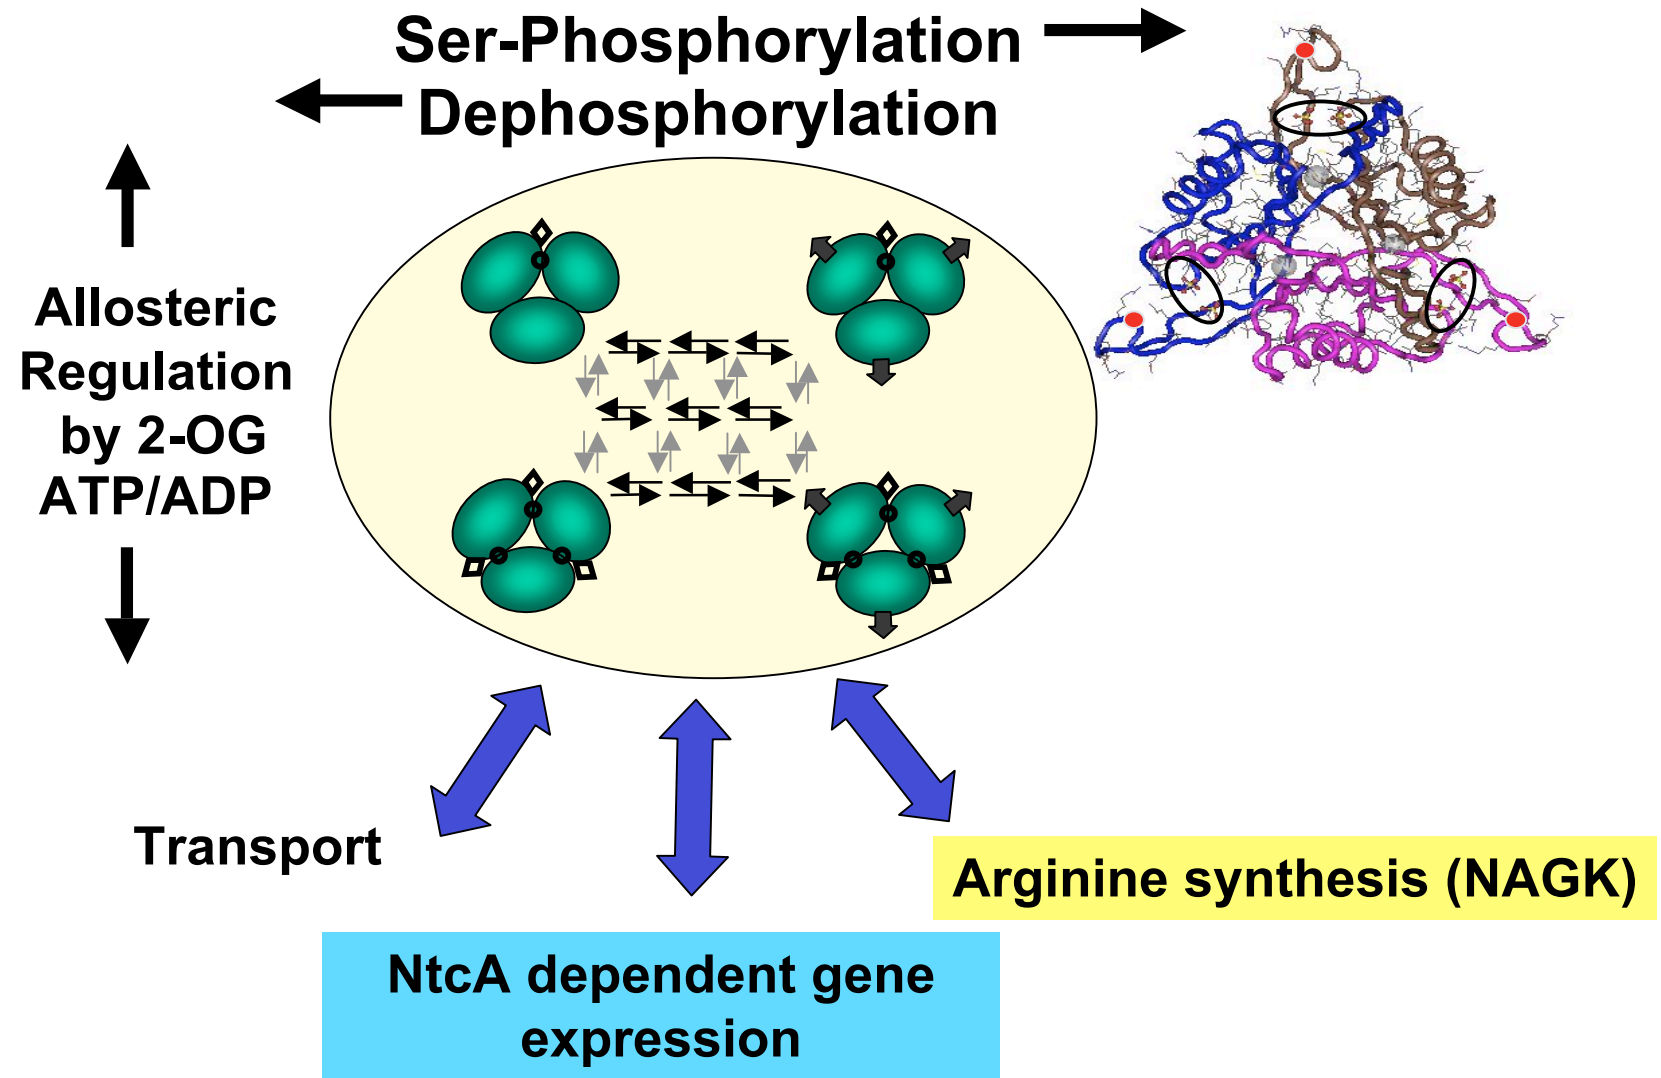 Ser-Phosphorylation
Dephosphorylation
Allosteric
Regulation
by 2-OG
ATP/ADP
Transport
Arginine synthesis (NAGK)
NtcA dependent gene
expression